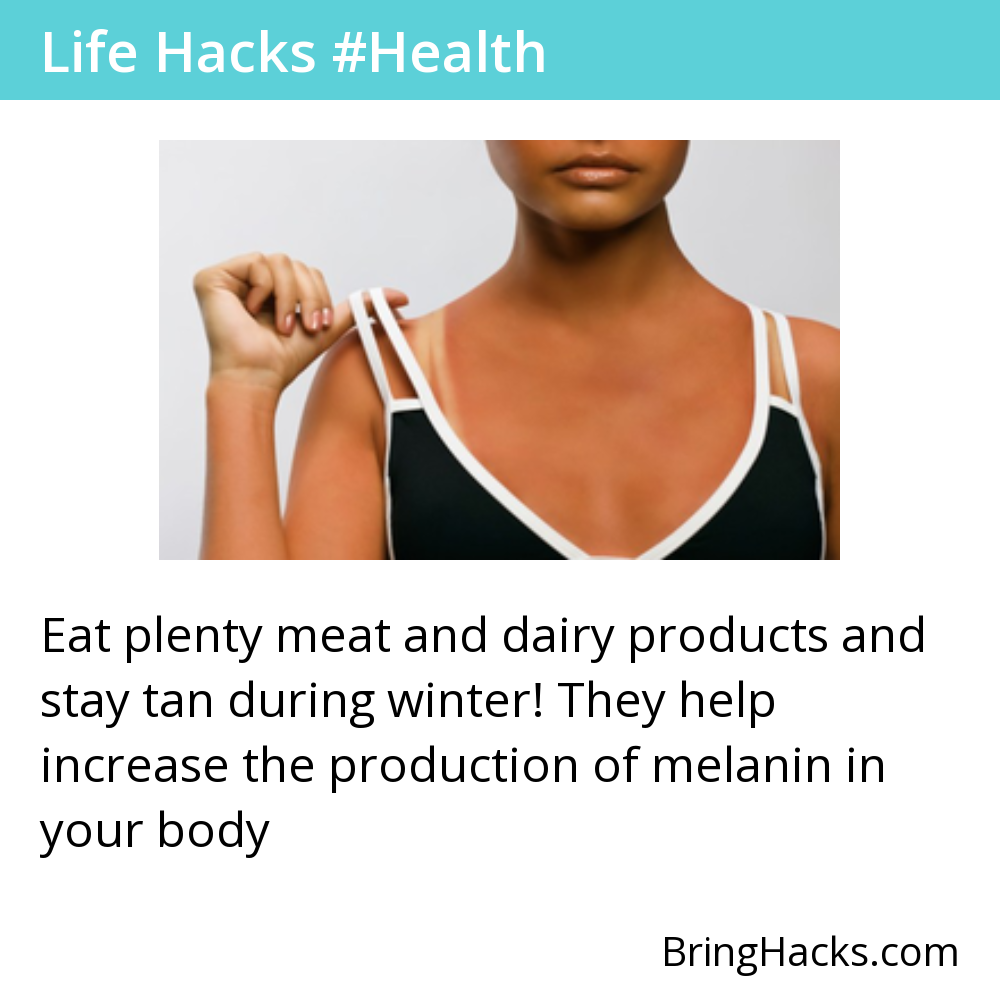 Life Hacks #Health
Eat plenty meat and dairy products and
stay tan during winter! They help
increase the production of melanin in
your body
BringHacks.com